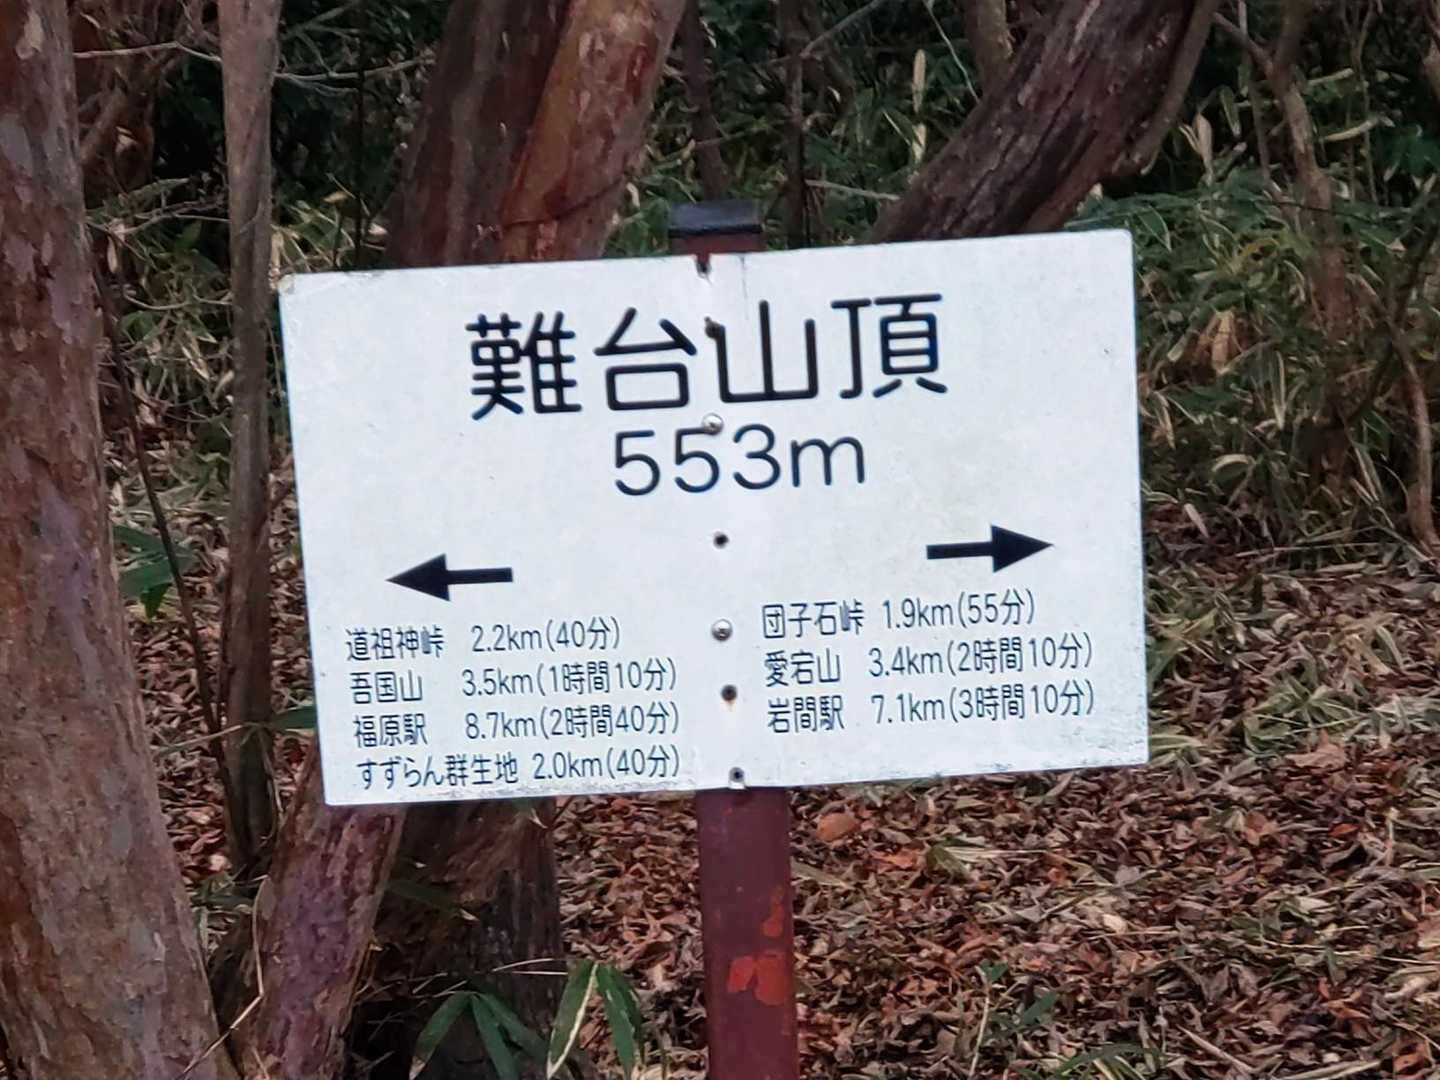 難台山頂
553m
道祖神峠 2.2km(40分)
吾国山 3.5km(1時間10分)
福原駅 8.7km(2時間40分)
すずらん群生地 2.0km(40分)
団子石峠 1.9km(55分)
愛宕山 3.4km(2時間10分)
岩間駅 7.1km(3時間10分)